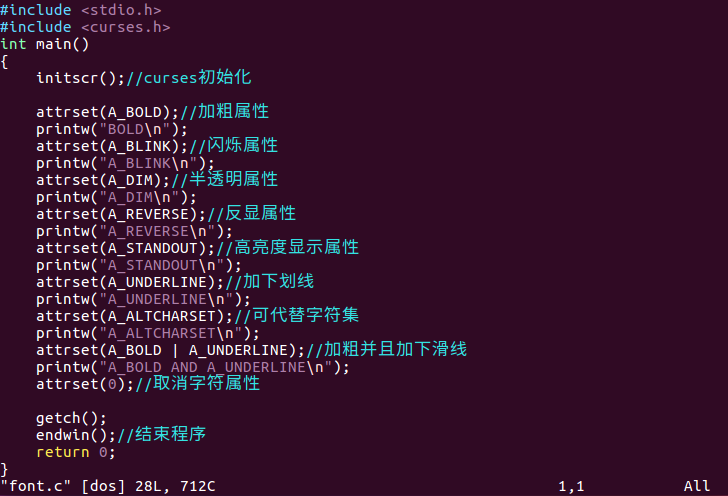 #include <stdio.h>
#include <curses.h>
int main()
{
    initscr();//curses初始化

    attrset(A_BOLD);//加粗属性
    printw("BOLD\n");
    attrset(A_BLINK);//闪烁属性
    printw("A_BLINK\n");
    attrset(A_DIM);//半透明属性
    printw("A_DIM\n");
    attrset(A_REVERSE);//反显属性
    printw("A_REVERSE\n");
    attrset(A_STANDOUT);//高亮度显示属性
    printw("A_STANDOUT\n");
    attrset(A_UNDERLINE);//加下划线
    printw("A_UNDERLINE\n");
    attrset(A_ALTCHARSET);//可代替字符集
    printw("A_ALTCHARSET\n");
    attrset(A_BOLD | A_UNDERLINE);//加粗并且加下滑线
    printw("A_BOLD AND A_UNDERLINE\n");
    attrset(0);//取消字符属性

    getch();
    endwin();//结束程序
    return 0;
}
"font.c" [dos] 28L, 712C 1,1 All